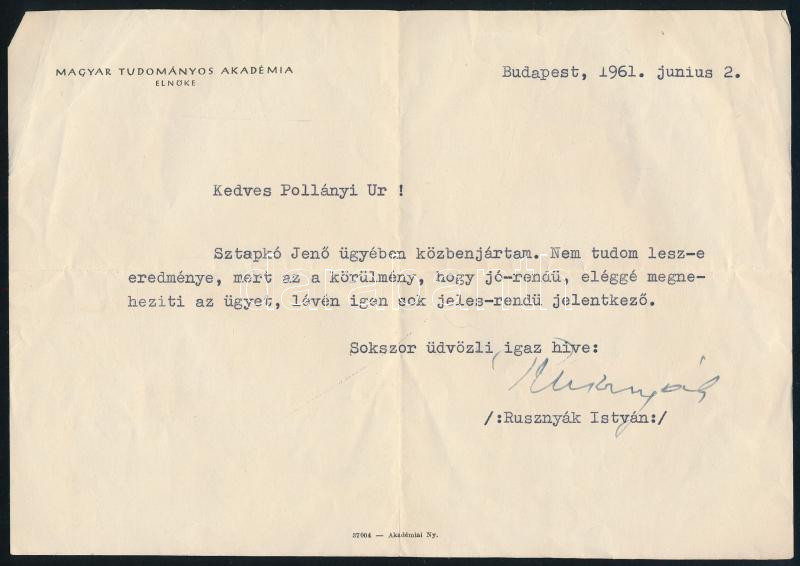 MAGYAR TUDOMÁNYOS AKADÉMIA
ELNÖKE
Budapest, 1961. junius 2.
Kedves Pollányi Ur !
Sztapkó Jenő ügyében közbenjártam. Nem tudom lesz-e
eredménye, mert az a körülmény, hogy jó-rendü, eléggé megne-
heziti az ügyet, lévén igen sok jeles-rendü jelentkező.
darabanth
Sokszor üdvözli igaz hive:
Rusznyák
/:Rusznyák István:/
37004 — Akadémiai Ny.